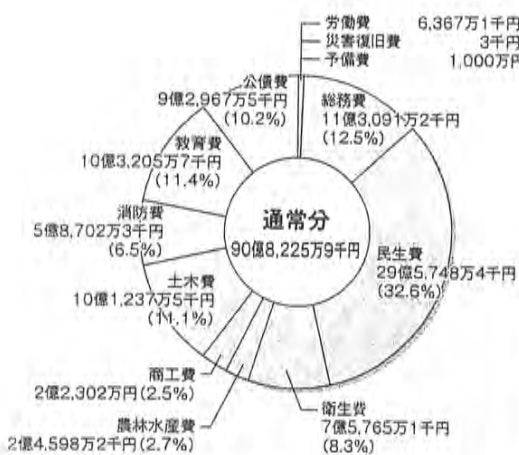 労働費 6,367万1千円
災害復旧費 3千円
予備費 1,000万円
総務費
11億3,091万2千円
(12.5%)
民生費
29億5,748万4千円
(32.6%)
衛生費
7億5,765万1千円
(8.3%)
農林水産費
2億4,598万2千円(2.7%)
商工費
2億2,302万円(2.5%)
土木費
10億1,237万5千円
(11.1%)
消防費
5億8,702万3千円
(6.5%)
教育費
10億3,205万7千円
(11.4%)
公債費
9億2,967万5千円
(10.2%)
通常分
90億8,225万9千円